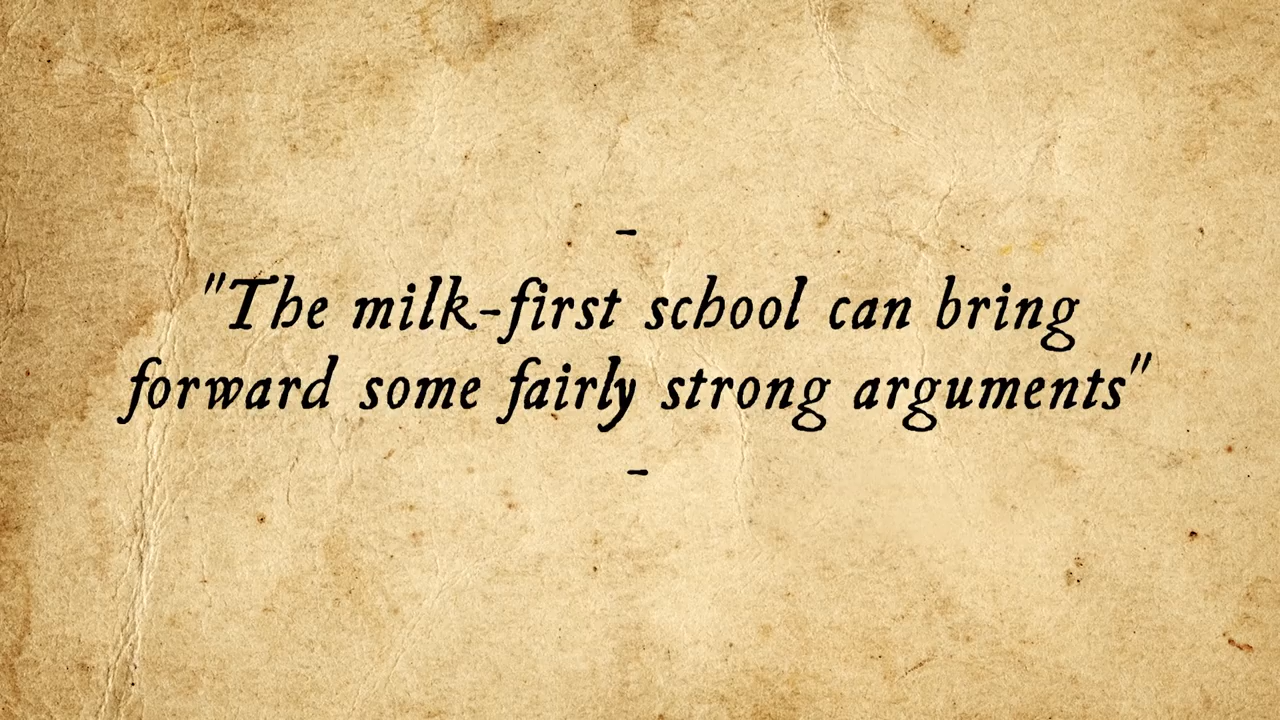 -
"The milk-first school can bring
forward some fairly strong arguments"
-